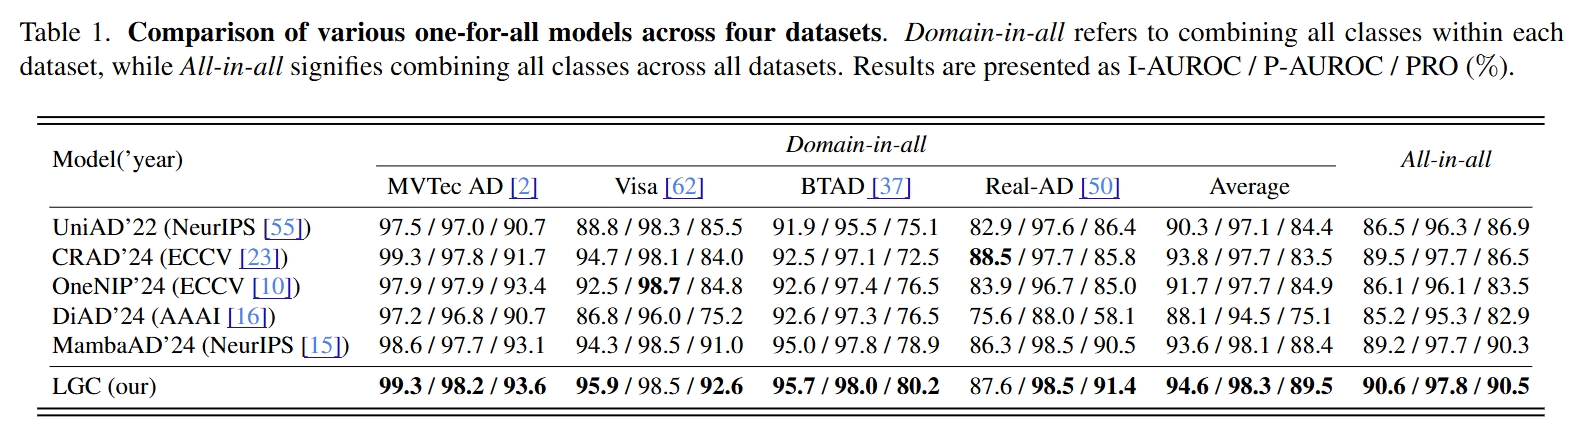 Table 1. Comparison of various one-for-all models across four datasets. Domain-in-all refers to combining all classes within each
dataset, while All-in-all signifies combining all classes across all datasets. Results are presented as I-AUROC / P-AUROC / PRO (%).
Model('year) Domain-in-all All-in-all
MVTec AD [2] Visa [62] BTAD [37] Real-AD [50] Average
UniAD'22 (NeurIPS [55]) 97.5 / 97.0 / 90.7 88.8 / 98.3 / 85.5 91.9 / 95.5 / 75.1 82.9 / 97.6 / 86.4 90.3 / 97.1 / 84.4 86.5 / 96.3 / 86.9
CRAD'24 (ECCV [23]) 99.3 / 97.8 / 91.7 94.7 / 98.1 / 84.0 92.5 / 97.1 / 72.5 88.5 / 97.7 / 85.8 93.8 / 97.7 / 83.5 89.5 / 97.7 / 86.5
OneNIP'24 (ECCV [10]) 97.9 / 97.9 / 93.4 92.5 / 98.7 / 84.8 92.6 / 97.4 / 76.5 83.9 / 96.7 / 85.0 91.7 / 97.7 / 84.9 86.1 / 96.1 / 83.5
DiAD'24 (AAAI [16]) 97.2 / 96.8 / 90.7 86.8 / 96.0 / 75.2 92.6 / 97.3 / 76.5 75.6 / 88.0 / 58.1 88.1 / 94.5 / 75.1 85.2 / 95.3 / 82.9
MambaAD'24 (NeurIPS [15]) 98.6 / 97.7 / 93.1 94.3 / 98.5 / 91.0 95.0 / 97.8 / 78.9 86.3 / 98.5 / 90.5 93.6 / 98.1 / 88.4 89.2 / 97.7 / 90.3
LGC (our) 99.3 / 98.2 / 93.6 95.9 / 98.5 / 92.6 95.7 / 98.0 / 80.2 87.6 / 98.5 / 91.4 94.6 / 98.3 / 89.5 90.6 / 97.8 / 90.5